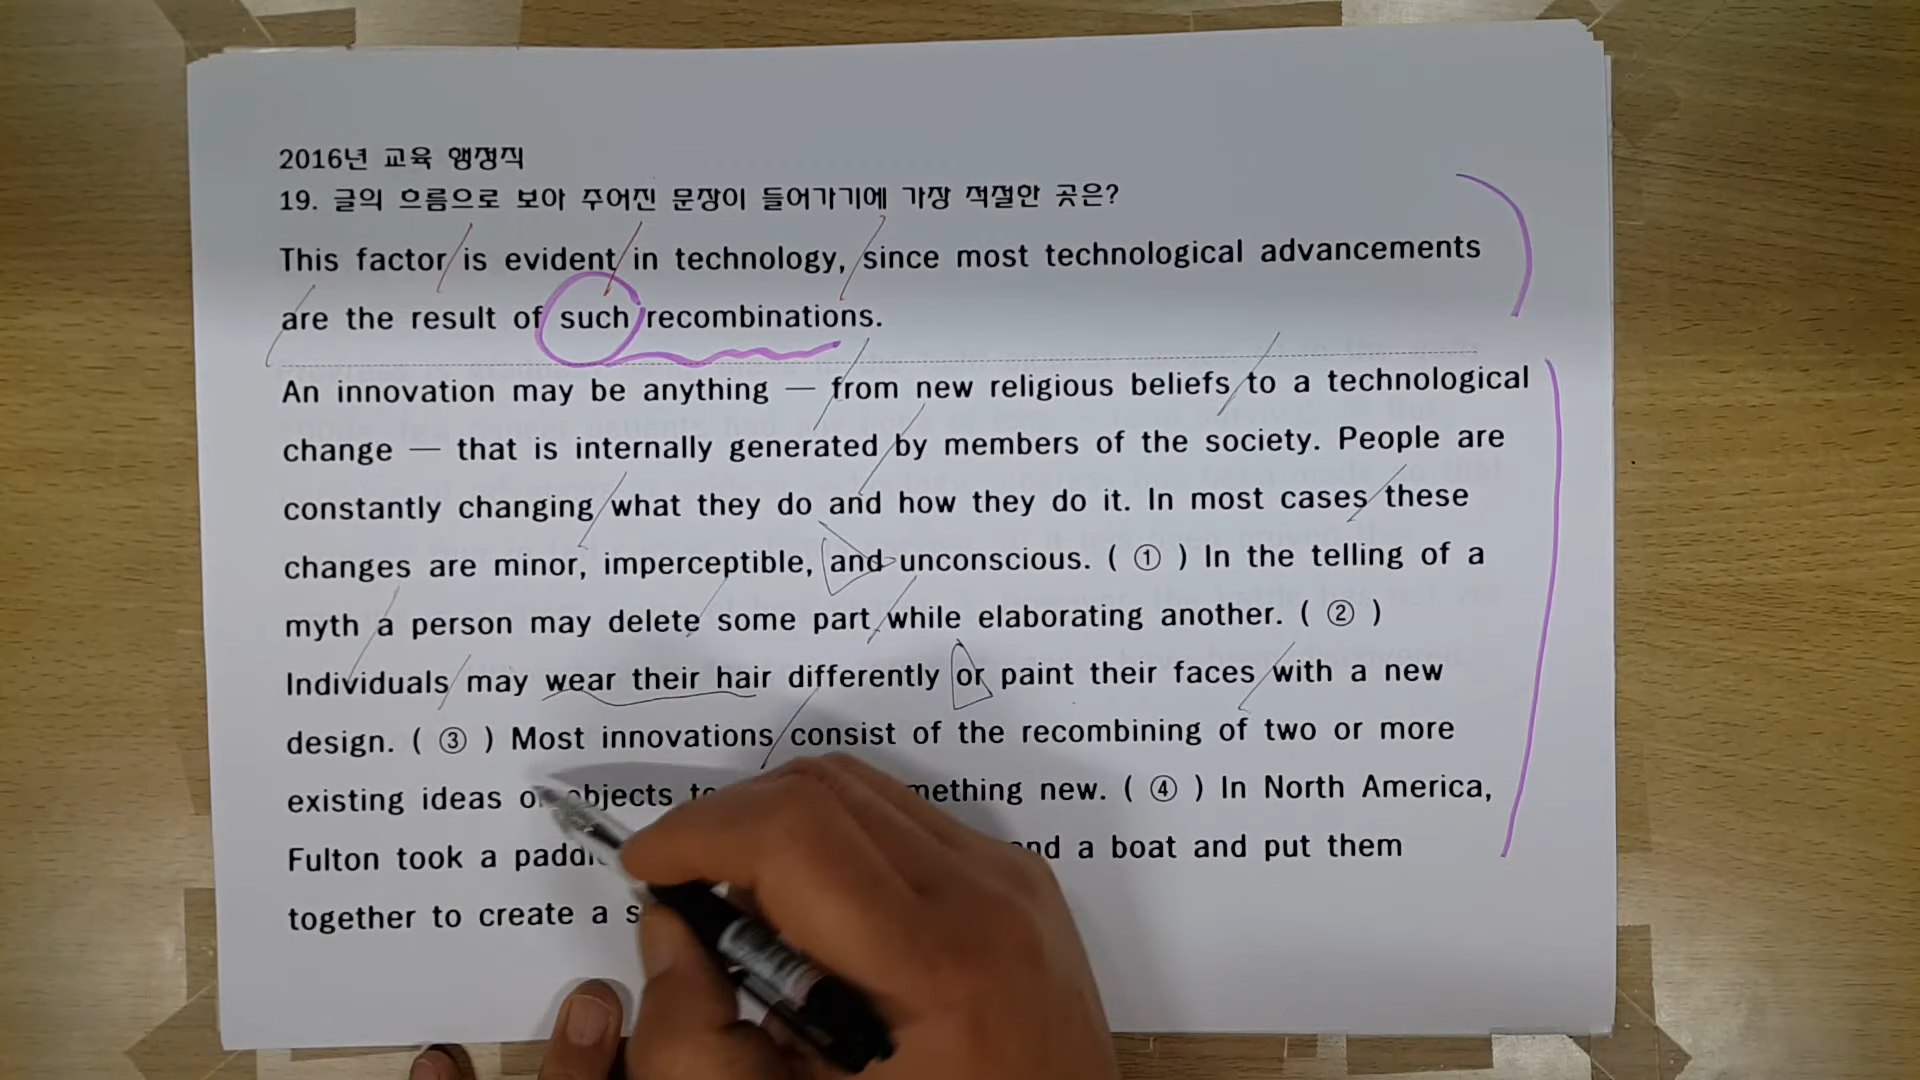 2016년 교육 행정직
19. 글의 흐름으로 보아 주어진 문장이 들어가기에 가장 적절한 곳은?
This factor is evident in technology, since most technological advancements
are the result of such recombinations.
An innovation may be anything — from new religious beliefs to a technological
change — that is internally generated by members of the society. People are
constantly changing what they do and how they do it. In most cases these
changes are minor, imperceptible, and unconscious. ( ① ) In the telling of a
myth a person may delete some part while elaborating another. ( ② )
Individuals may wear their hair differently or paint their faces with a new
design. ( ③ ) Most innovations consist of the recombining of two or more
existing ideas or objects new. ( ④ ) In North America,
Fulton took a a boat and put them
together to create a